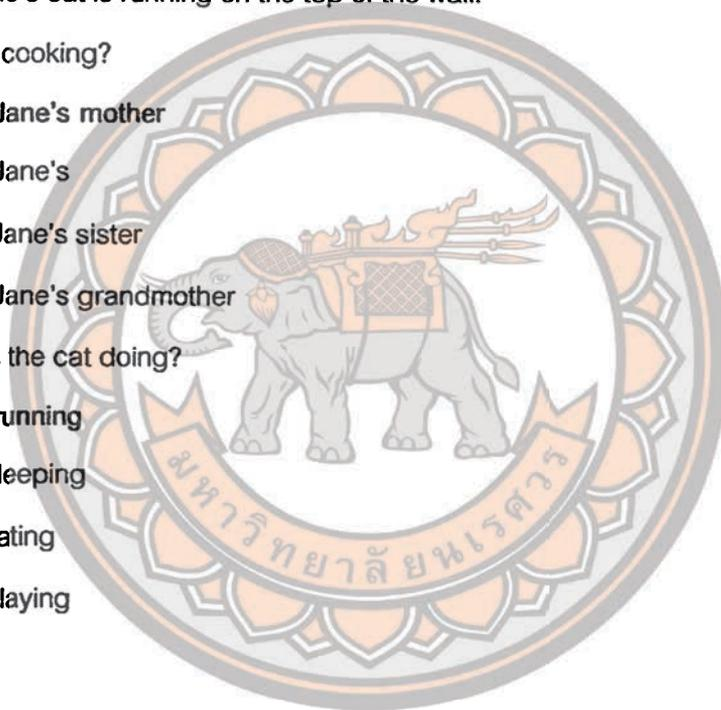 cat is running on the top of the wall.
cooking?
Jane's mother
Jane's
Jane's sister
Jane's grandmother
the cat doing?
running
leeping
ating
laying
มหาวิทยาลัยนเรศวร